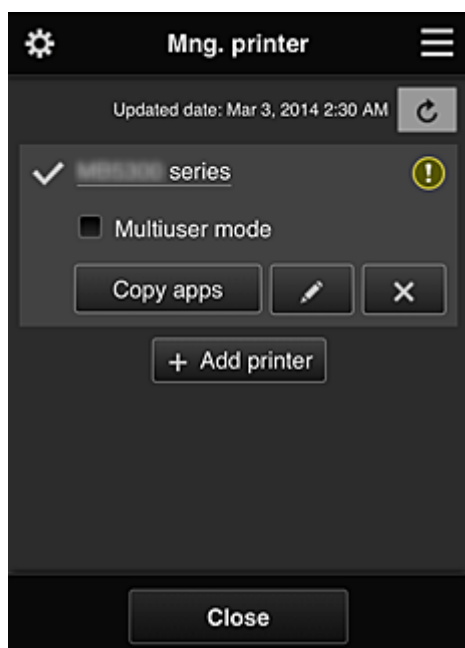 Mng. printer
Updated date: Mar 3, 2014 2:30 AM
series
Multiuser mode
Copy apps
+ Add printer
Close